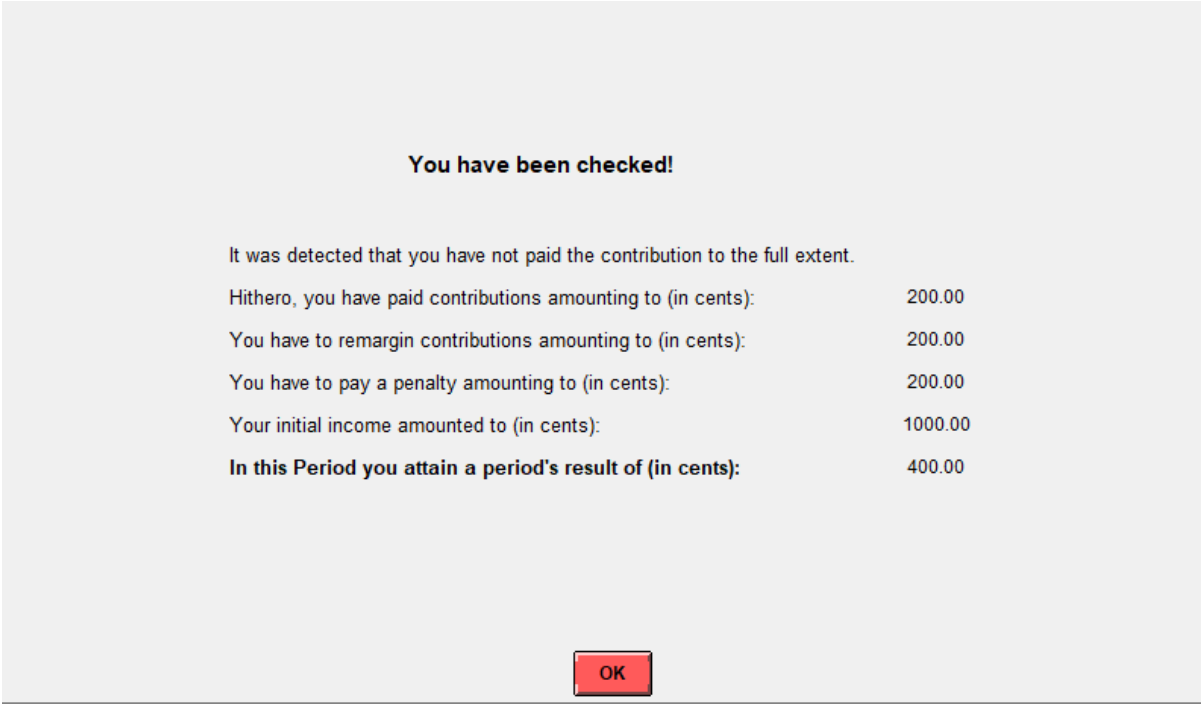 You have been checked!
It was detected that you have not paid the contribution to the full extent.
Hithero, you have paid contributions amounting to (in cents): 200.00
You have to remargin contributions amounting to (in cents): 200.00
You have to pay a penalty amounting to (in cents): 200.00
Your initial income amounted to (in cents): 1000.00
In this Period you attain a period's result of (in cents): 400.00
OK